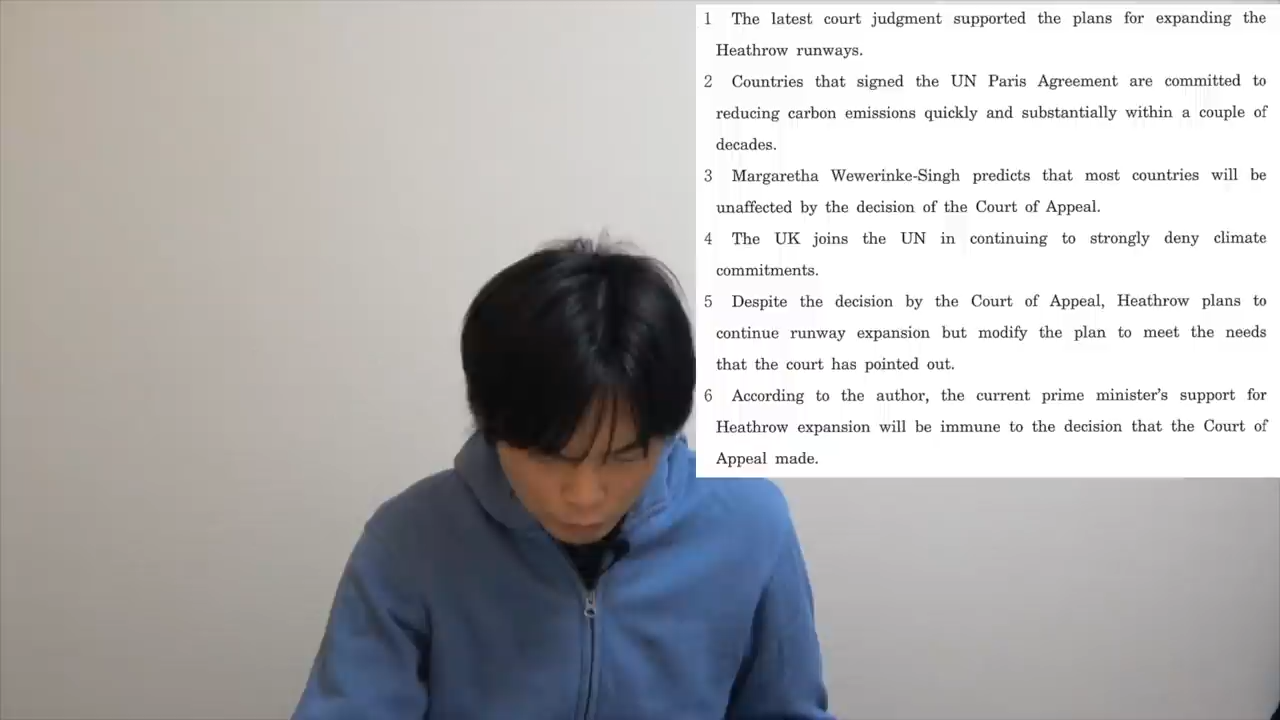 1 The latest court judgment supported the plans for expanding the
Heathrow runways.
2 Countries that signed the UN Paris Agreement are committed to
reducing carbon emissions quickly and substantially within a couple of
decades.
3 Margaretha Wewerinke-Singh predicts that most countries will be
unaffected by the decision of the Court of Appeal.
4 The UK joins the UN in continuing to strongly deny climate
commitments.
5 Despite the decision by the Court of Appeal, Heathrow plans to
continue runway expansion but modify the plan to meet the needs
that the court has pointed out.
6 According to the author, the current prime minister's support for
Heathrow expansion will be immune to the decision that the Court of
Appeal made.